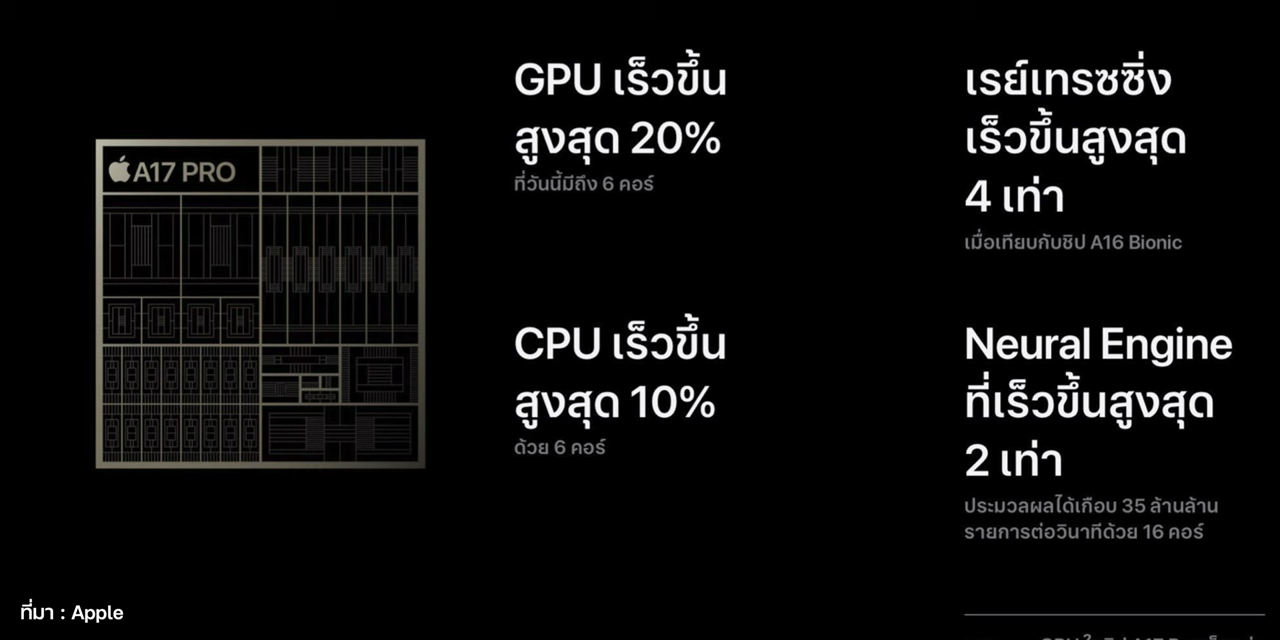 A17 PRO
GPU เร็วขึ้น
สูงสุด 20%
ที่วันนี้มีถึง 6 คอร์
CPU เร็วขึ้น
สูงสุด 10%
ด้วย 6 คอร์
เรย์เทรซซิ่ง
เร็วขึ้นสูงสุด
4 เท่า
เมื่อเทียบกับชิป A16 Bionic
Neural Engine
ที่เร็วขึ้นสูงสุด
2 เท่า
ประมวลผลได้เกือบ 35 ล้านล้าน
รายการต่อวินาทีด้วย 16 คอร์
ที่มา : Apple